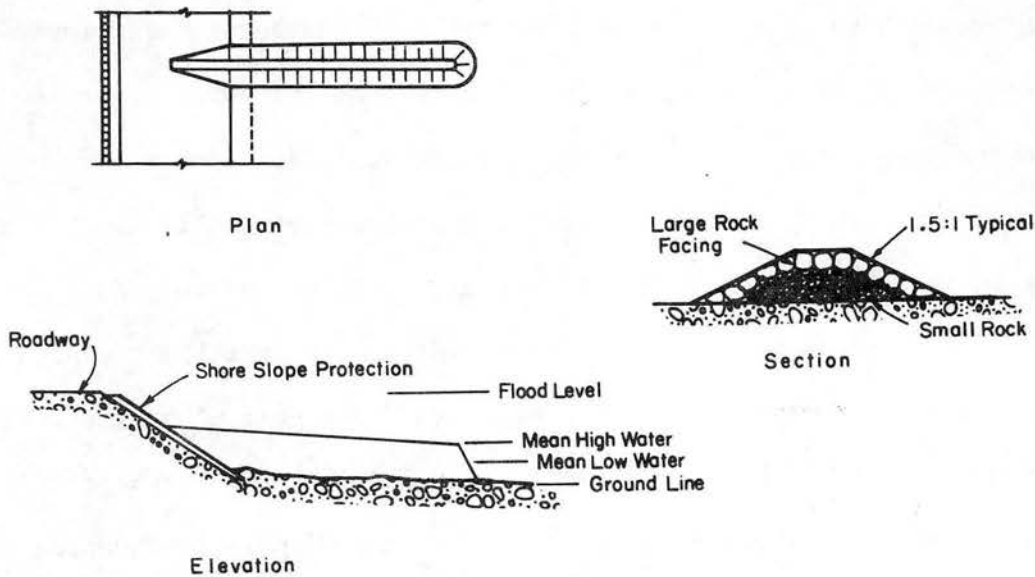 Plan
Large Rock
Facing
1.5:1 Typical
Small Rock
Section
Roadway
Shore Slope Protection
Flood Level
Mean High Water
Mean Low Water
Ground Line
Elevation